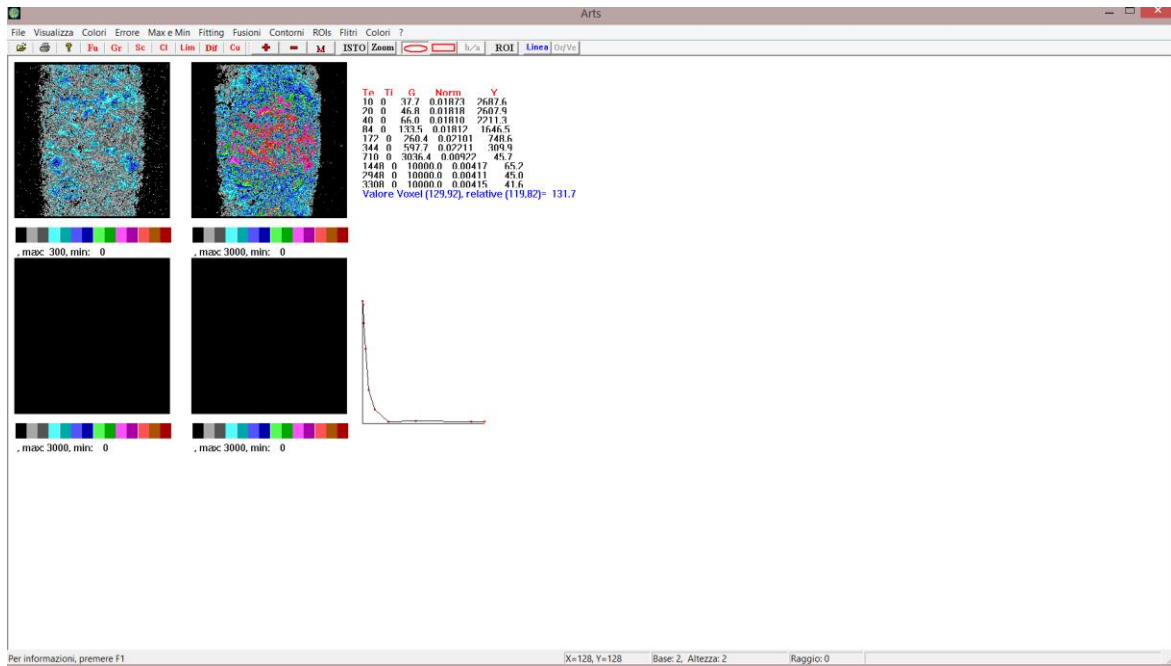 Arts
File Visualizza Colori Errore Max e Min Fitting Fusioni Contorni ROIs Flitri Colori ?
Fu Gr Sc Cl Lim Dif Cu M ISTO Zoom b/a ROI Linea Or/Ve
Te Ti G Norm Y
10 0 37.7 0.01873 2687.6
20 0 46.8 0.01818 2607.9
40 0 66.0 0.01810 2211.3
84 0 133.5 0.01812 1646.5
172 0 260.4 0.02101 748.6
344 0 597.7 0.02211 309.9
710 0 3036.4 0.00922 45.7
1448 0 10000.0 0.00417 65.2
2948 0 10000.0 0.00411 45.0
3308 0 10000.0 0.00415 41.6
Valore Voxel (129,92), relative (119,82)= 131.7
, max: 300, min: 0
, max: 3000, min: 0
, max: 3000, min: 0
, max: 3000, min: 0
Per informazioni, premere F1
X=128, Y=128
Base: 2, Altezza: 2
Raggio: 0